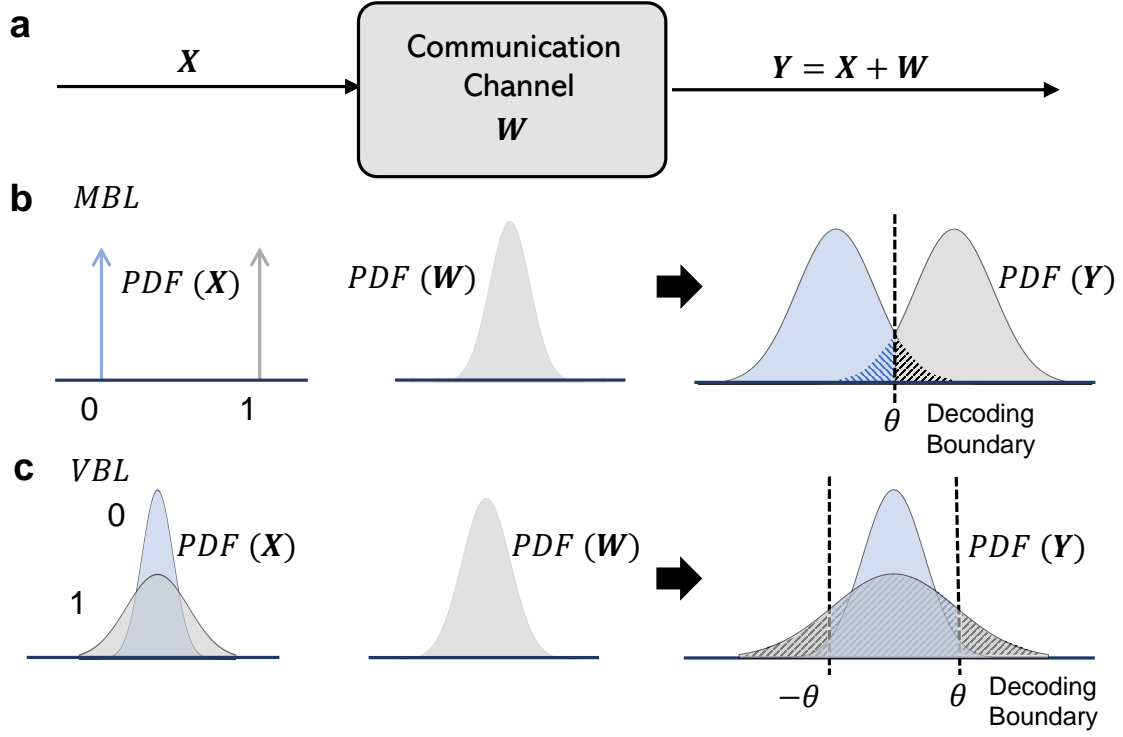 a
X
Communication
Channel
W
Y = X + W
b
MBL
PDF (X)
0
1
PDF (W)
PDF (Y)
θ
Decoding
Boundary
c
VBL
0
1
PDF (X)
PDF (W)
PDF (Y)
−θ
θ
Decoding
Boundary